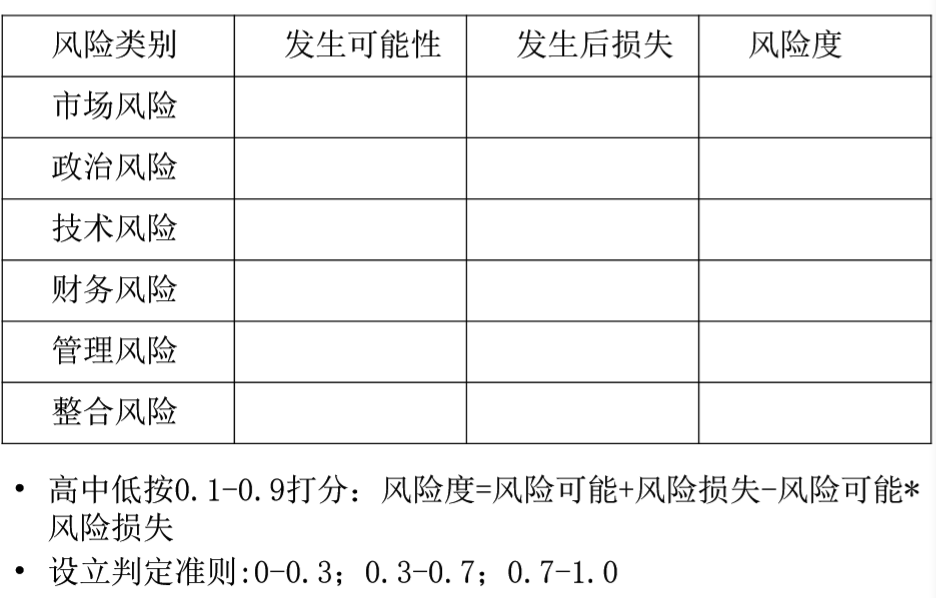 风险类别 发生可能性 发生后损失 风险度
市场风险
政治风险
技术风险
财务风险
管理风险
整合风险
• 高中低按0.1-0.9打分：风险度=风险可能+风险损失-风险可能*
风险损失
• 设立判定准则:0-0.3；0.3-0.7；0.7-1.0